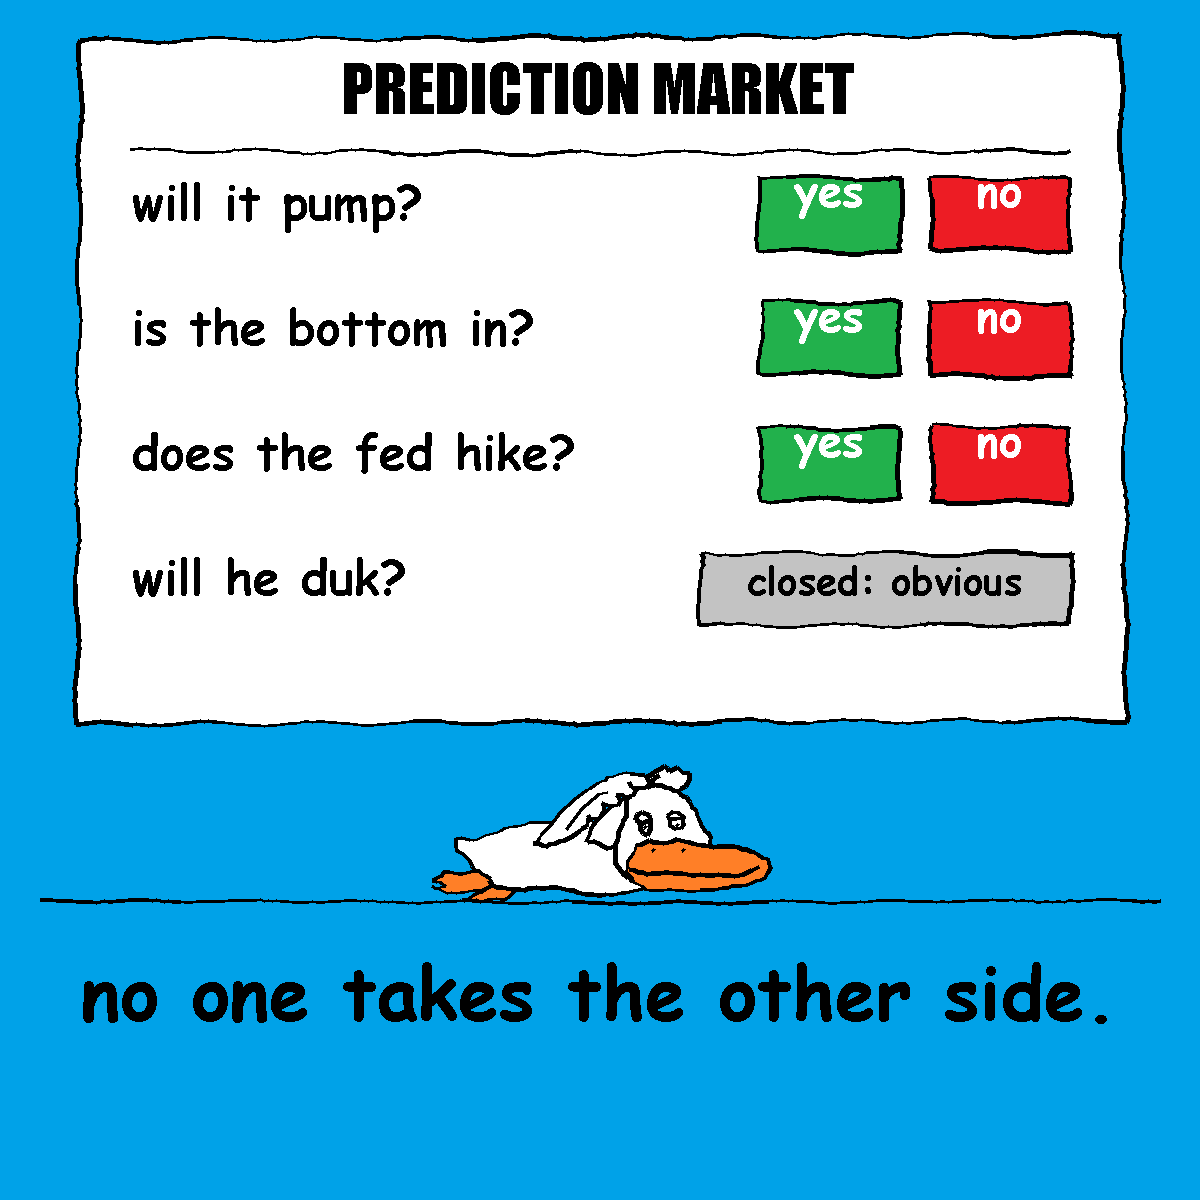 PREDICTION MARKET
will it pump? yes no
is the bottom in? yes no
does the fed hike? yes no
will he duk? closed: obvious
no one takes the other side.